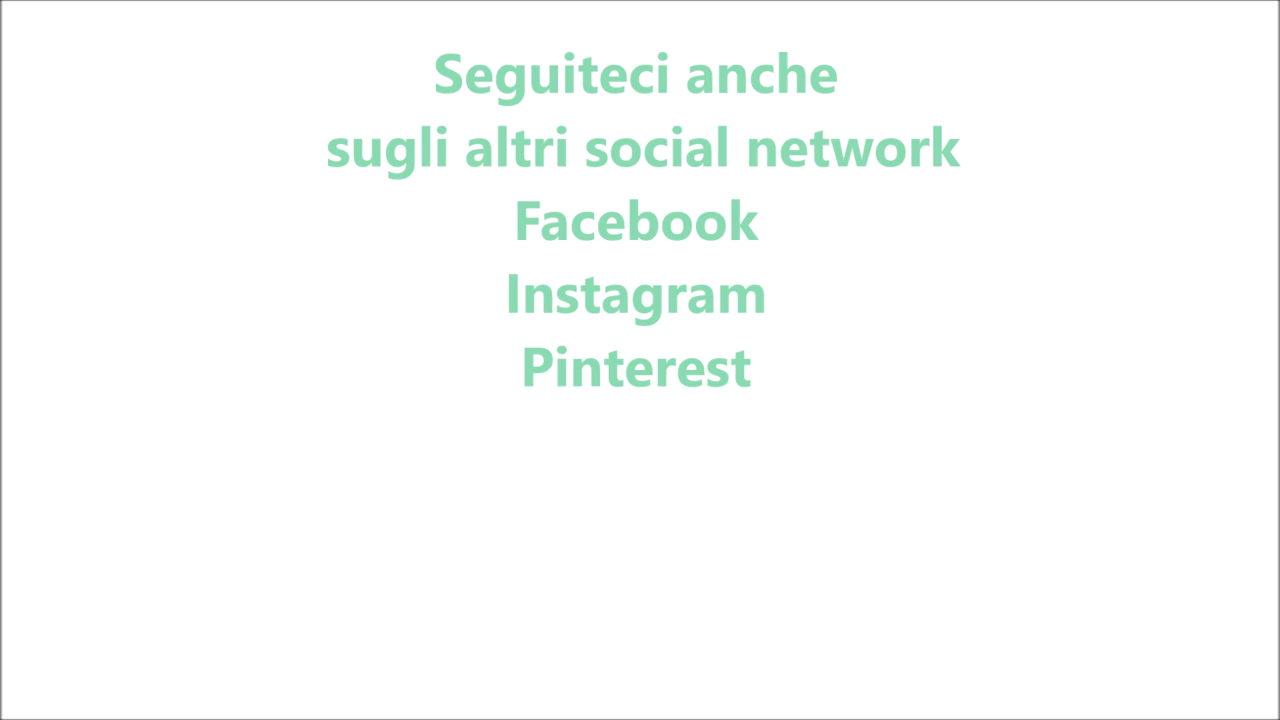 Seguiteci anche
sugli altri social network
Facebook
Instagram
Pinterest